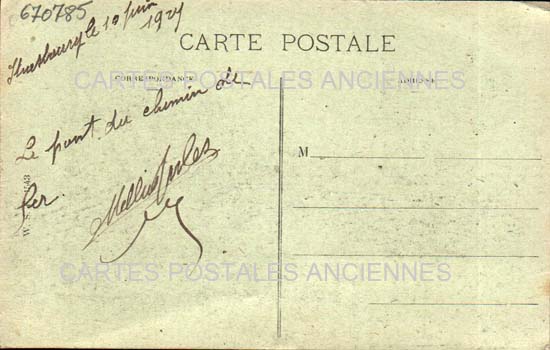 670785
Strasbourg le 10 juin
1927
CARTE POSTALE
CARTES POSTALES ANCIENNES
CORRESPONDANCE
ADRESSE
Le pont du chemin de
fer.
M
W. S.
CARTES POSTALES ANCIENNES